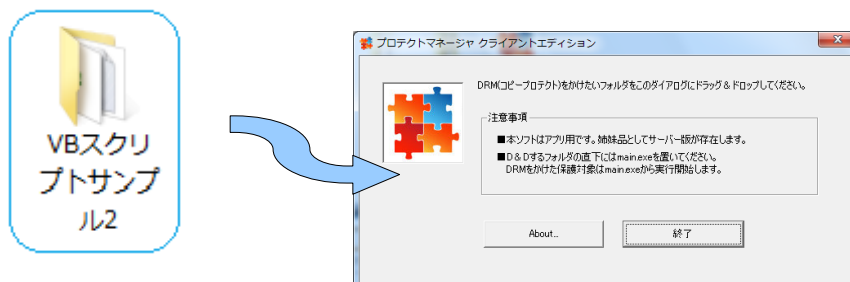 VBスクリ
プトサンプ
ル2
プロテクトマネージャ クライアントエディション
DRM(コピープロテクト)をかけたいフォルダをこのダイアログにドラッグ & ドロップしてください。
注意事項
■本ソフトはアプリ用です。姉妹品としてサーバー版が存在します。
■D & Dするフォルダの直下にはmain.exeを置いてください。
DRMをかけた保護対象はmain.exeから実行開始します。
About...
終了